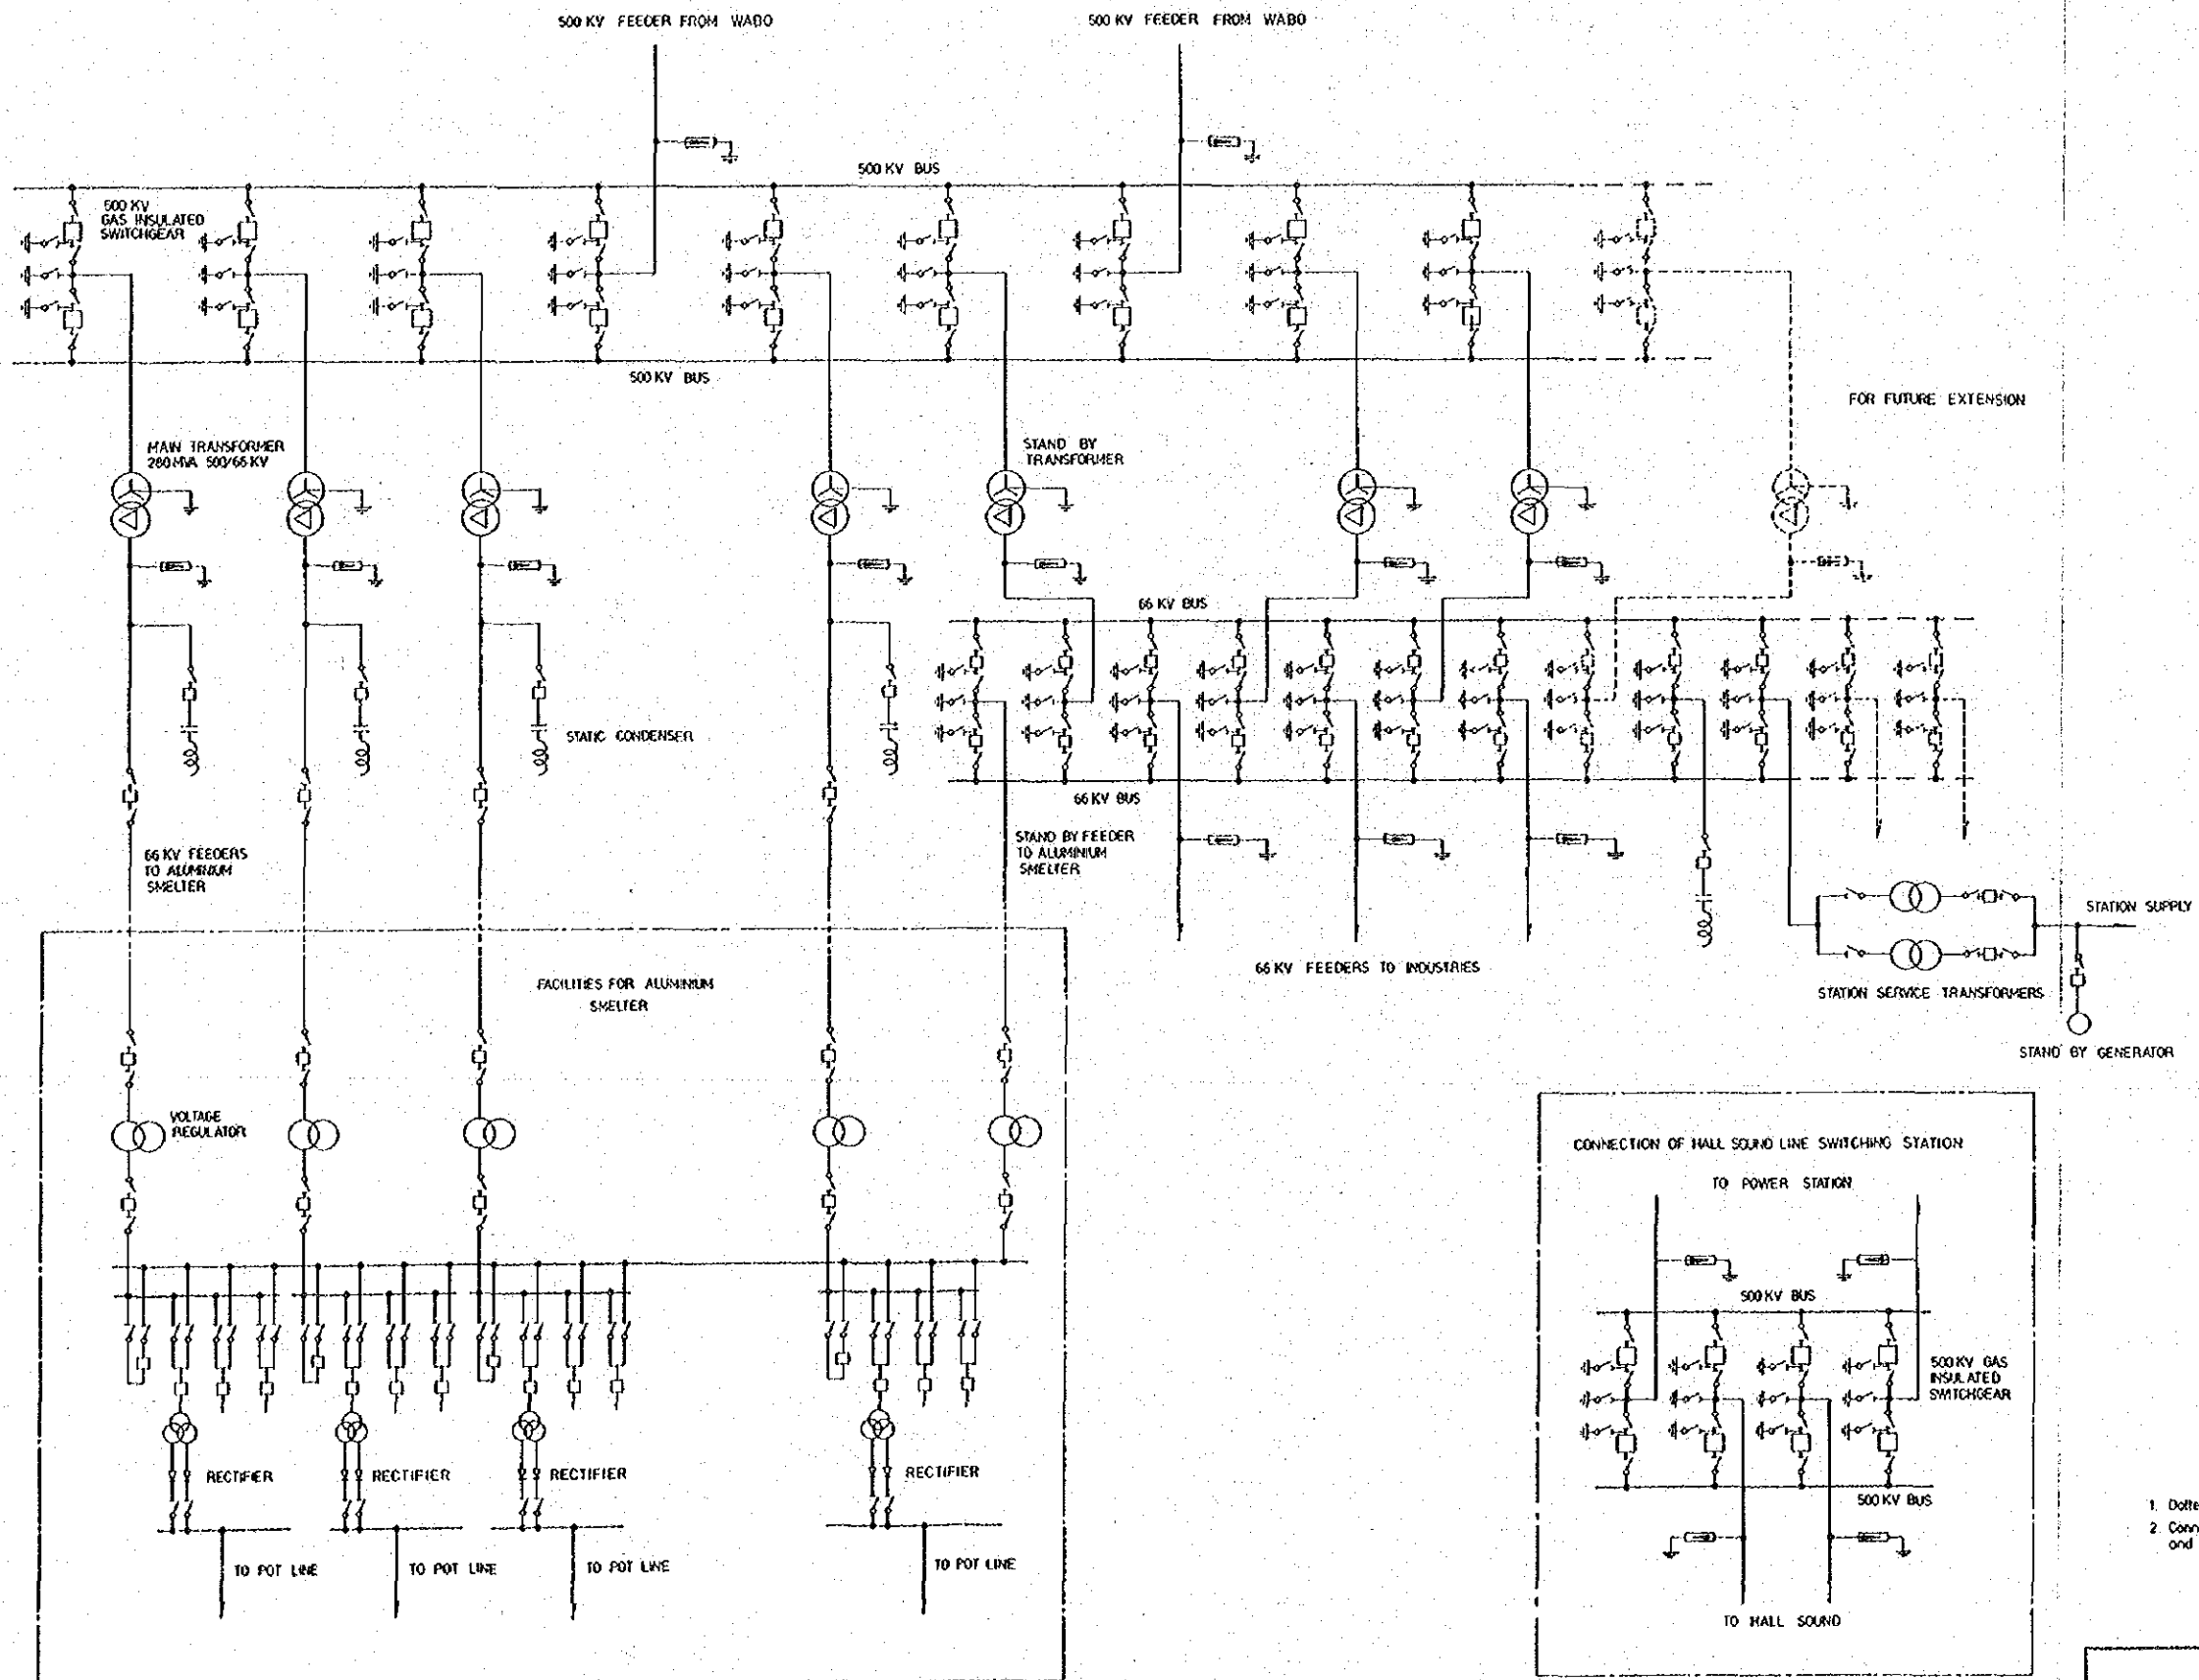 500 KV FEEDER FROM WABO
500 KV FEEDER FROM WABO
500 KV BUS
500 KV
GAS INSULATED
SWITCHGEAR
500 KV BUS
FOR FUTURE EXTENSION
MAIN TRANSFORMER
280 MVA 500/66 KV
STAND BY
TRANSFORMER
66 KV BUS
STATIC CONDENSER
66 KV BUS
66 KV FEEDERS
TO ALUMINIUM
SMELTER
STAND BY FEEDER
TO ALUMINIUM
SMELTER
STATION SUPPLY
66 KV FEEDERS TO INDUSTRIES
FACILITIES FOR ALUMINIUM
SMELTER
STATION SERVICE TRANSFORMERS
STAND BY GENERATOR
VOLTAGE
REGULATOR
CONNECTION OF HALL SOUND LINE SWITCHING STATION
TO POWER STATION
500 KV BUS
500 KV GAS
INSULATED
SWITCHGEAR
RECTIFIER
RECTIFIER
RECTIFIER
RECTIFIER
500 KV BUS
TO POT LINE
TO POT LINE
TO POT LINE
TO POT LINE
TO HALL SOUND
1. Dotte
2. Conn
and